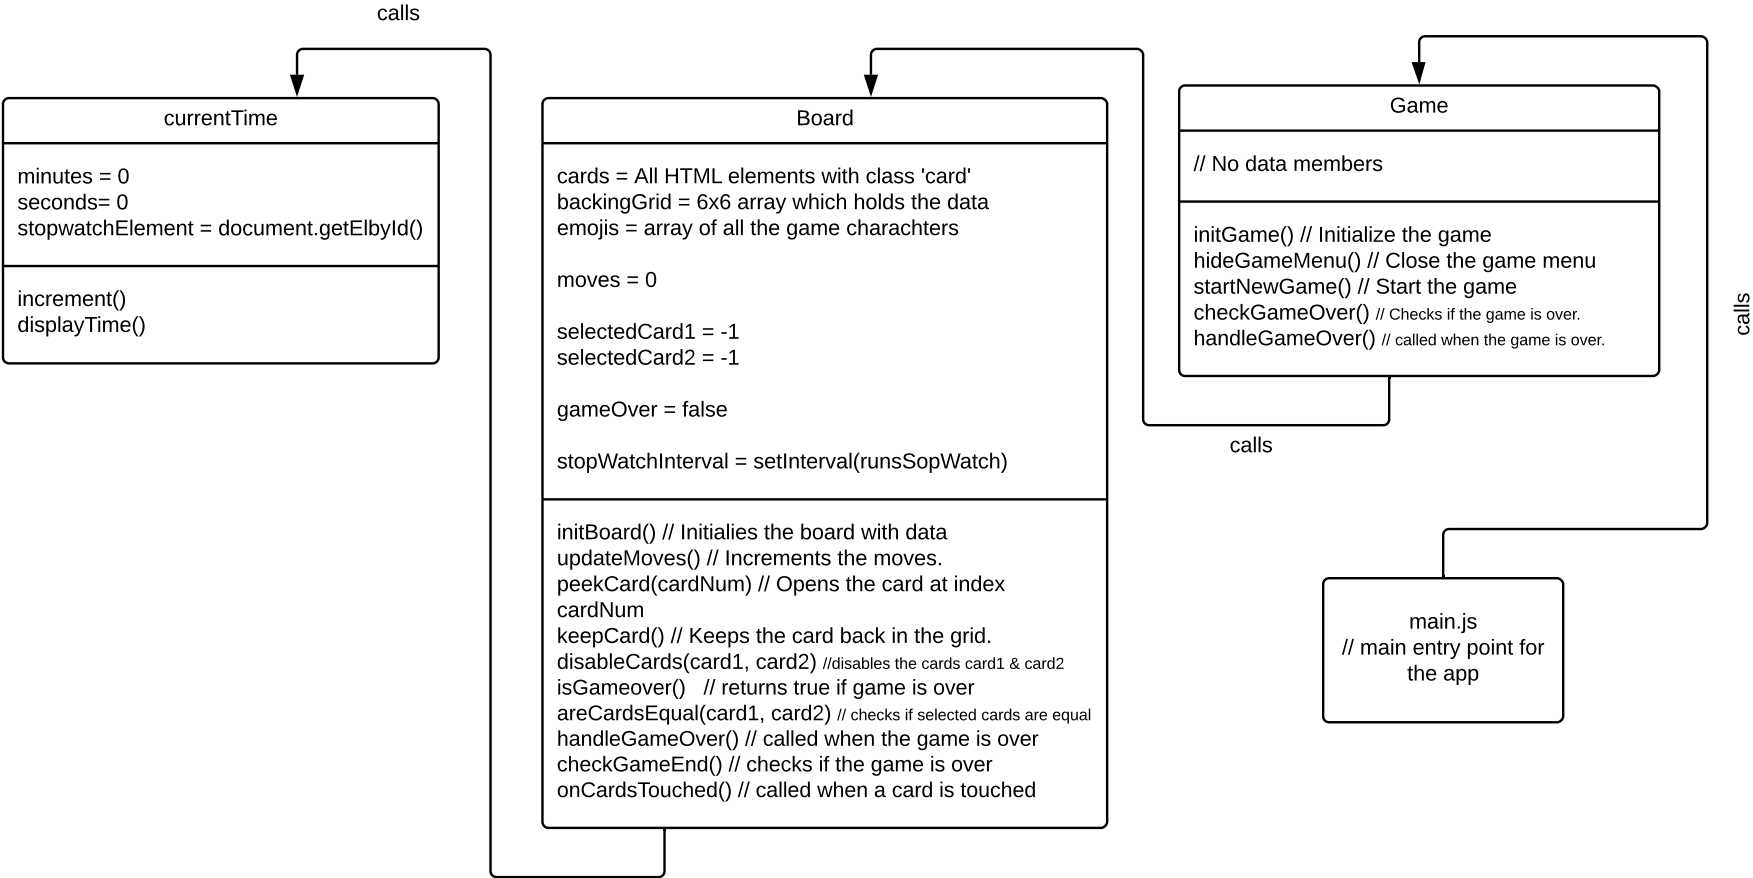 calls
currentTime
minutes = 0
seconds= 0
stopwatchElement = document.getElbyId()
increment()
displayTime()
Board
cards = All HTML elements with class 'card'
backingGrid = 6x6 array which holds the data
emojis = array of all the game charachters
moves = 0
selectedCard1 = -1
selectedCard2 = -1
gameOver = false
stopWatchInterval = setInterval(runsSopWatch)
initBoard() // Initialies the board with data
updateMoves() // Increments the moves.
peekCard(cardNum) // Opens the card at index
cardNum
keepCard() // Keeps the card back in the grid.
disableCards(card1, card2) //disables the cards card1 & card2
isGameover()   // returns true if game is over
areCardsEqual(card1, card2) // checks if selected cards are equal
handleGameOver() // called when the game is over
checkGameEnd() // checks if the game is over
onCardsTouched() // called when a card is touched
Game
// No data members
initGame() // Initialize the game
hideGameMenu() // Close the game menu
startNewGame() // Start the game
checkGameOver() // Checks if the game is over.
handleGameOver() // called when the game is over.
calls
calls
main.js
// main entry point for
the app